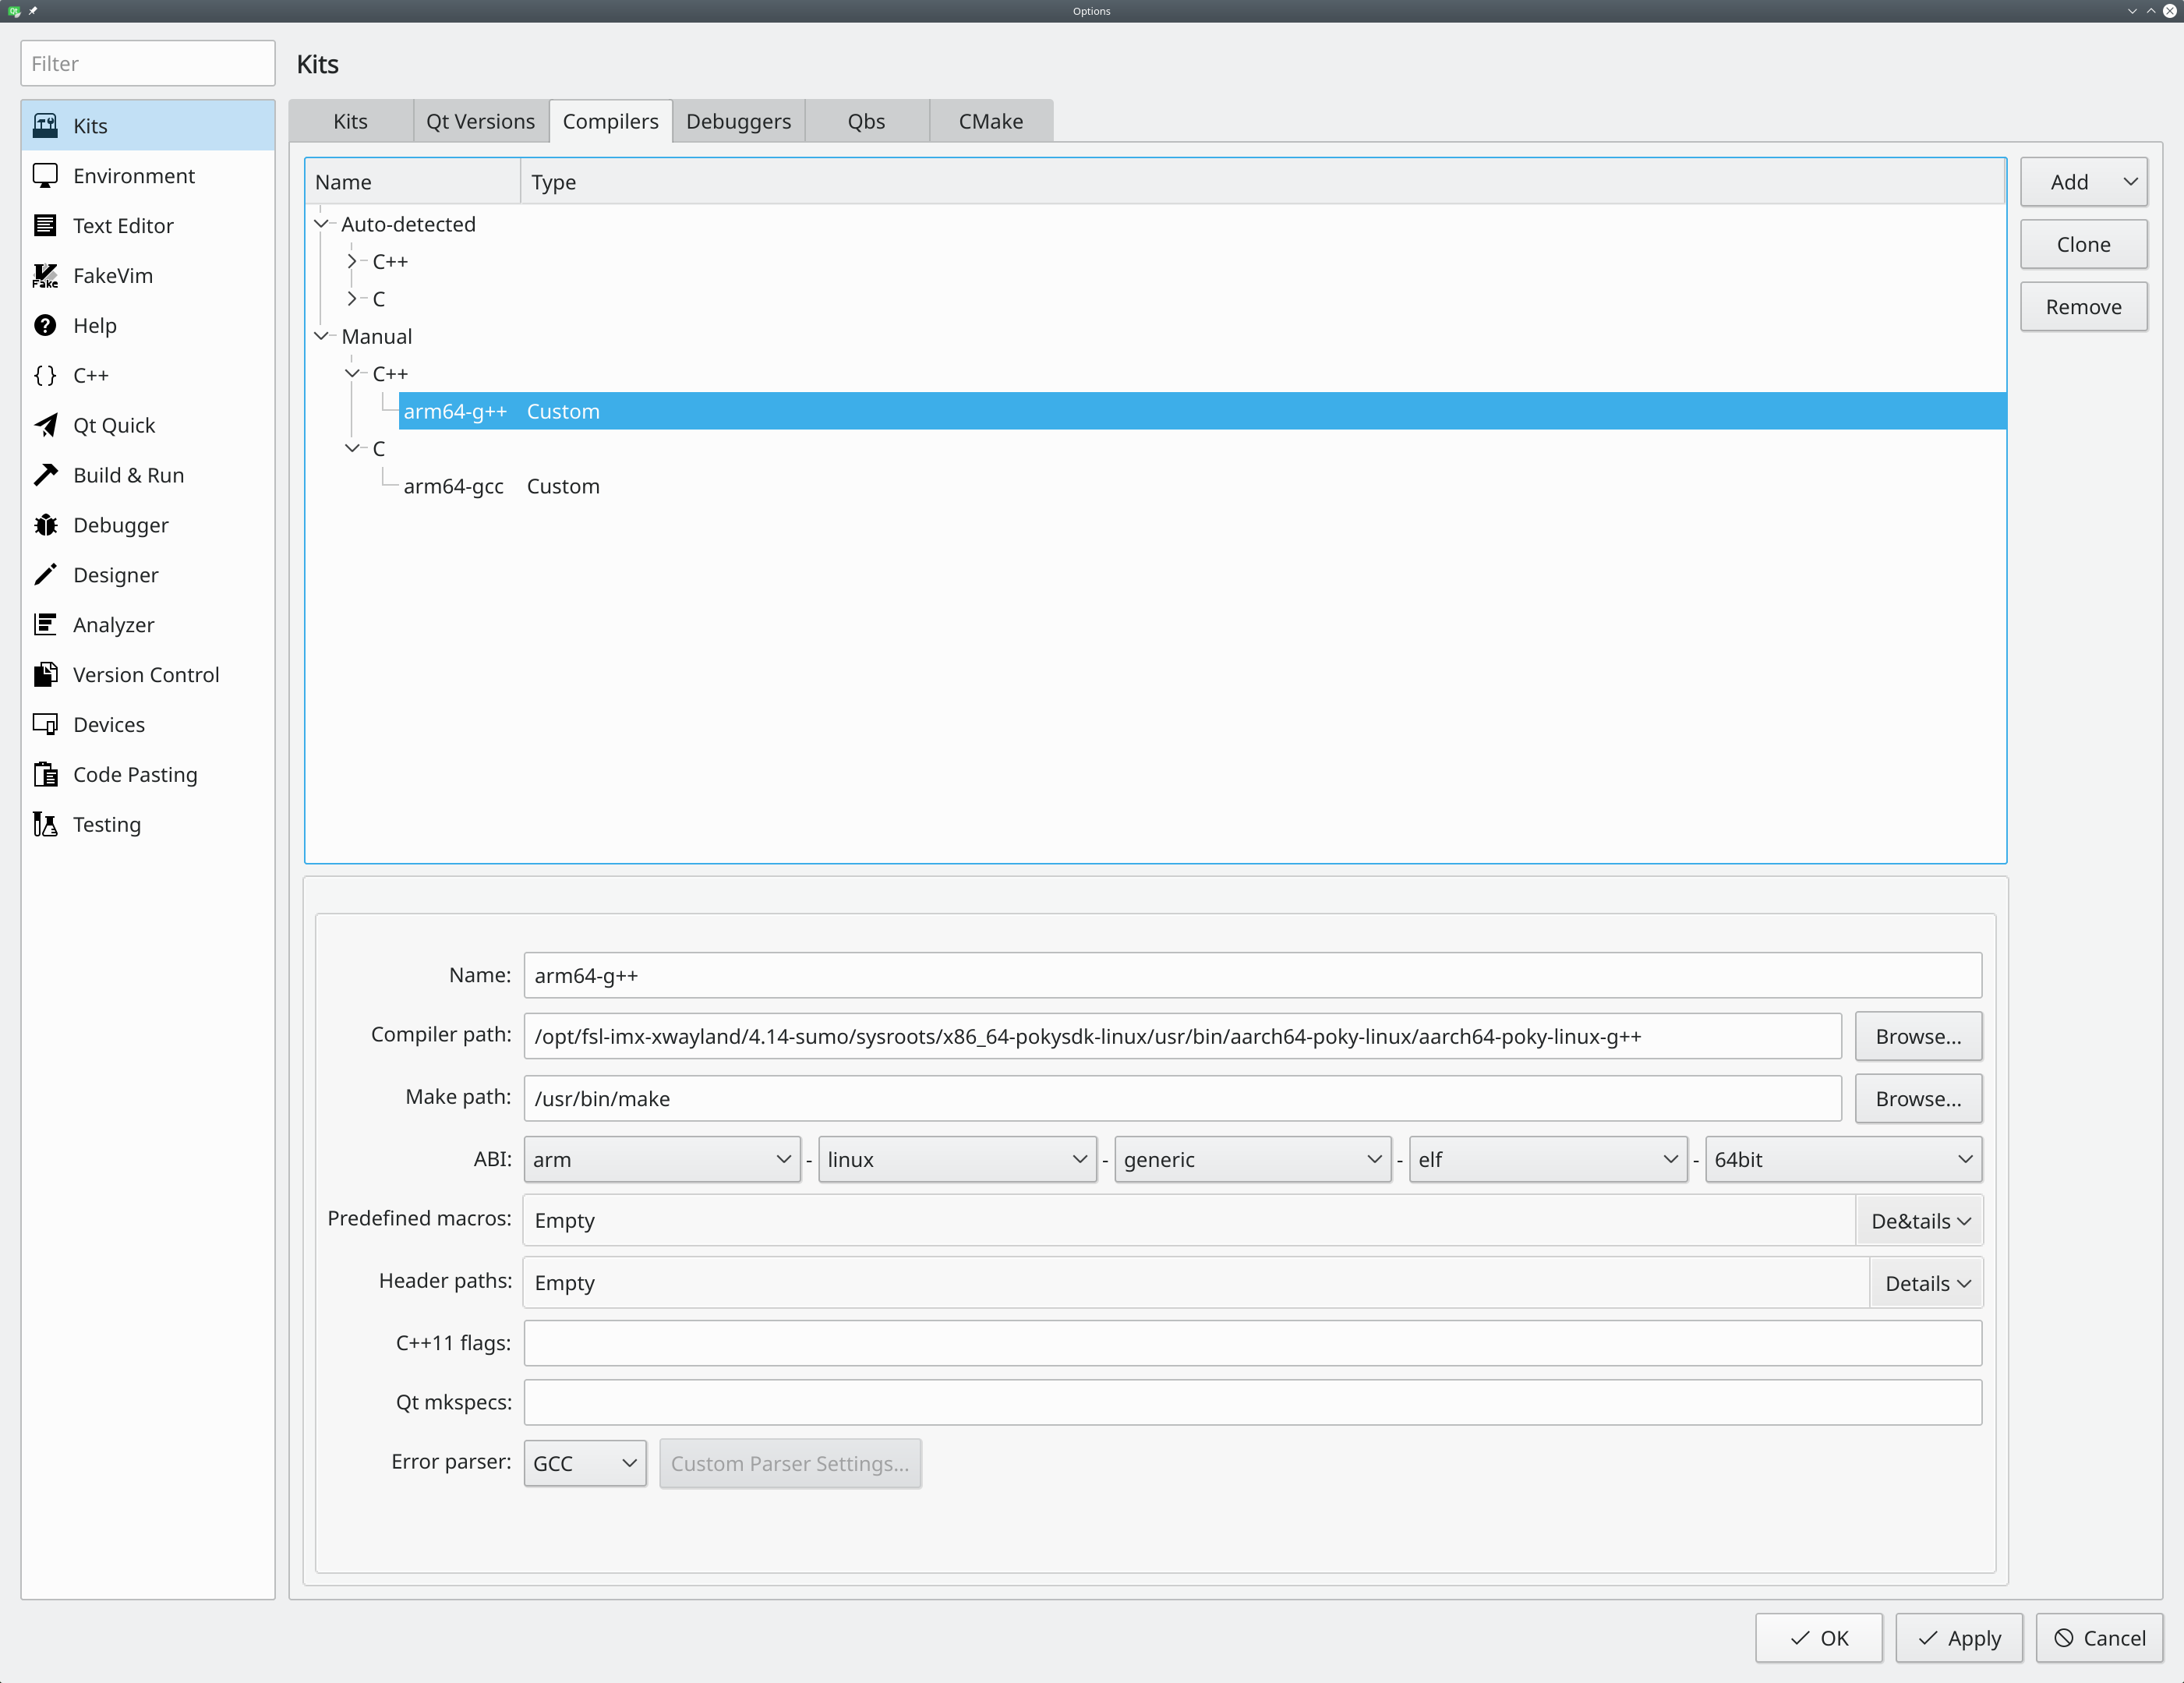 Options
Filter
Kits
Kits
Environment
Text Editor
FakeVim
Help
C++
Qt Quick
Build & Run
Debugger
Designer
Analyzer
Version Control
Devices
Code Pasting
Testing
Kits Qt Versions Compilers Debuggers Qbs CMake
Name Type
Auto-detected
C++
C
Manual
C++
arm64-g++ Custom
C
arm64-gcc Custom
Add
Clone
Remove
Name: arm64-g++
Compiler path: /opt/fsl-imx-xwayland/4.14-sumo/sysroots/x86_64-pokysdk-linux/usr/bin/aarch64-poky-linux/aarch64-poky-linux-g++ Browse...
Make path: /usr/bin/make Browse...
ABI: arm - linux - generic - elf - 64bit
Predefined macros: Empty De&tails
Header paths: Empty Details
C++11 flags:
Qt mkspecs:
Error parser: GCC Custom Parser Settings...
OK Apply Cancel